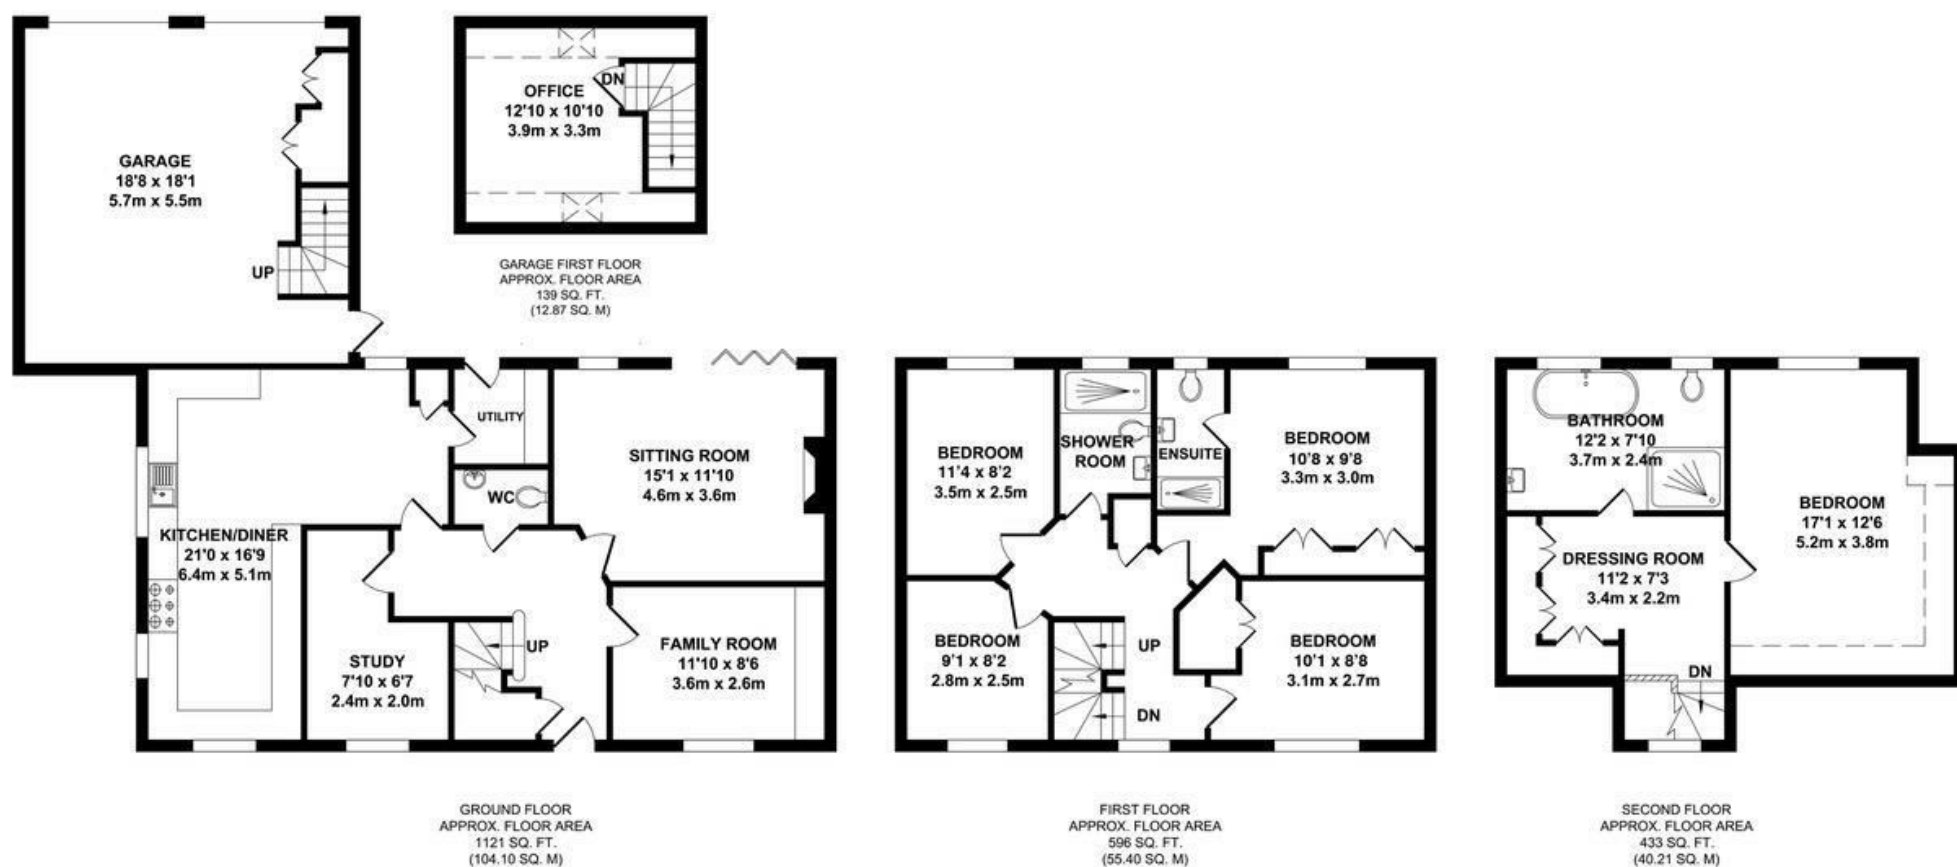 GARAGE
18'8 x 18'1
5.7m x 5.5m
UP
OFFICE
12'10 x 10'10
3.9m x 3.3m
DN
GARAGE FIRST FLOOR
APPROX. FLOOR AREA
139 SQ. FT.
(12.87 SQ. M)
KITCHEN/DINER
21'0 x 16'9
6.4m x 5.1m
UTILITY
WC
SITTING ROOM
15'1 x 11'10
4.6m x 3.6m
STUDY
7'10 x 6'7
2.4m x 2.0m
UP
FAMILY ROOM
11'10 x 8'6
3.6m x 2.6m
GROUND FLOOR
APPROX. FLOOR AREA
1121 SQ. FT.
(104.10 SQ. M)
BEDROOM
11'4 x 8'2
3.5m x 2.5m
SHOWER
ROOM
ENSUITE
BEDROOM
10'8 x 9'8
3.3m x 3.0m
BEDROOM
9'1 x 8'2
2.8m x 2.5m
UP
DN
BEDROOM
10'1 x 8'8
3.1m x 2.7m
FIRST FLOOR
APPROX. FLOOR AREA
596 SQ. FT.
(55.40 SQ. M)
BATHROOM
12'2 x 7'10
3.7m x 2.4m
BEDROOM
17'1 x 12'6
5.2m x 3.8m
DRESSING ROOM
11'2 x 7'3
3.4m x 2.2m
DN
SECOND FLOOR
APPROX. FLOOR AREA
433 SQ. FT.
(40.21 SQ. M)